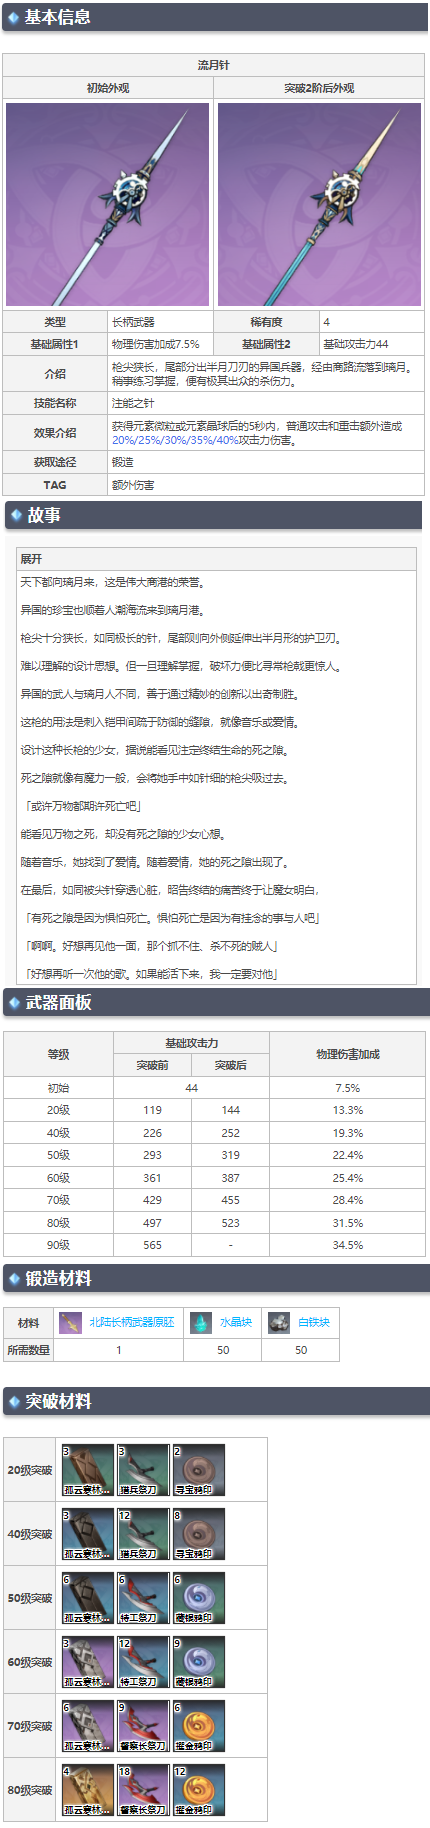 基本信息
流月针
初始外观 突破2阶后外观
类型 长柄武器 稀有度 4
基础属性1 物理伤害加成7.5% 基础属性2 基础攻击力44
介绍 枪尖狭长，尾部分出半月刀刃的异国兵器，经由商路流落到璃月。
稍事练习掌握，便有极其出众的杀伤力。
技能名称 注能之针
效果介绍 获得元素微粒或元素晶球后的5秒内，普通攻击和重击额外造成
20%/25%/30%/35%/40%攻击力伤害。
获取途径 锻造
TAG 额外伤害
故事
展开
天下都向璃月来，这是伟大商港的荣誉。
异国的珍宝也顺着人潮海流来到璃月港。
枪尖十分狭长，如同极长的针，尾部则向外侧延伸出半月形的护卫刃。
难以理解的设计思想。但一旦理解掌握，破坏力便比寻常枪戟更惊人。
异国的武人与璃月人不同，善于通过精妙的创新以出奇制胜。
这枪的用法是刺入铠甲间疏于防御的缝隙，就像音乐或爱情。
设计这种长枪的少女，据说能看见注定终结生命的死之隙。
死之隙就像有魔力一般，会将她手中如针细的枪尖吸过去。
「或许万物都期许死亡吧」
能看见万物之死，却没有死之隙的少女心想。
随着音乐，她找到了爱情。随着爱情，她的死之隙出现了。
在最后，如同被尖针穿透心脏，昭告终结的痛苦终于让魔女明白，
「有死之隙是因为惧怕死亡。惧怕死亡是因为有挂念的事与人吧」
「啊啊。好想再见他一面，那个抓不住、杀不死的贼人」
「好想再听一次他的歌。如果能活下来，我一定要对他」
武器面板
等级 基础攻击力 物理伤害加成
突破前 突破后
初始 44 7.5%
20级 119 144 13.3%
40级 226 252 19.3%
50级 293 319 22.4%
60级 361 387 25.4%
70级 429 455 28.4%
80级 497 523 31.5%
90级 565 - 34.5%
锻造材料
材料 北陆长柄武器原胚 水晶块 白铁块
所需数量 1 50 50
突破材料
3 3 2
20级突破
孤云寒林... 猎兵祭刀 寻宝鸦印
3 12 8
40级突破
孤云寒林... 猎兵祭刀 寻宝鸦印
6 6 6
50级突破
孤云寒林... 特工祭刀 藏银鸦印
3 12 9
60级突破
孤云寒林... 特工祭刀 藏银鸦印
6 9 6
70级突破
孤云寒林... 督察长祭刀 攫金鸦印
4 18 12
80级突破
孤云寒林... 督察长祭刀 攫金鸦印